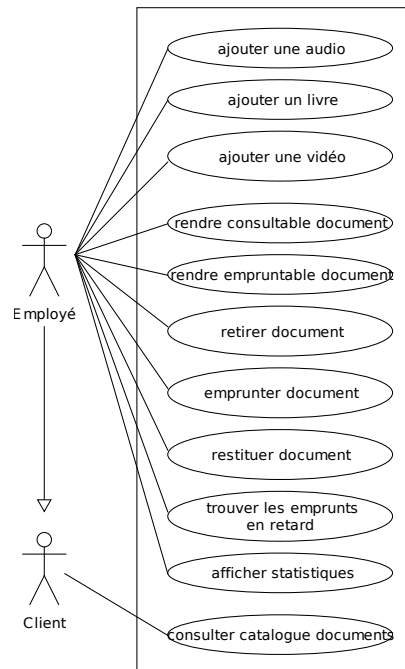 ajouter une audio
ajouter un livre
ajouter une vidéo
rendre consultable document
rendre empruntable document
Employé
retirer document
emprunter document
restituer document
trouver les emprunts
en retard
afficher statistiques
Client
consulter catalogue documents